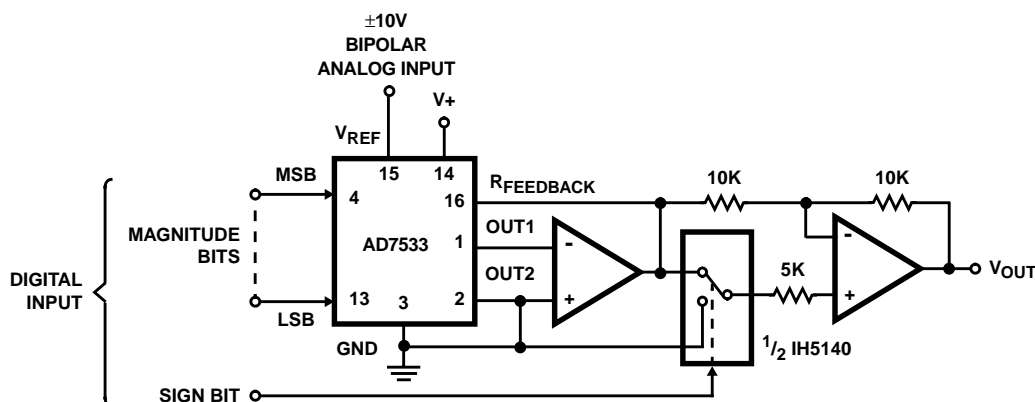 ±10V
BIPOLAR
ANALOG INPUT
V+
VREF
15
14
MSB
4
16
RFEEDBACK
10K
10K
MAGNITUDE
BITS
AD7533
1
OUT1
-
-
DIGITAL
INPUT
OUT2
5K
VOUT
LSB
13
3
2
+
+
GND
1/2 IH5140
SIGN BIT